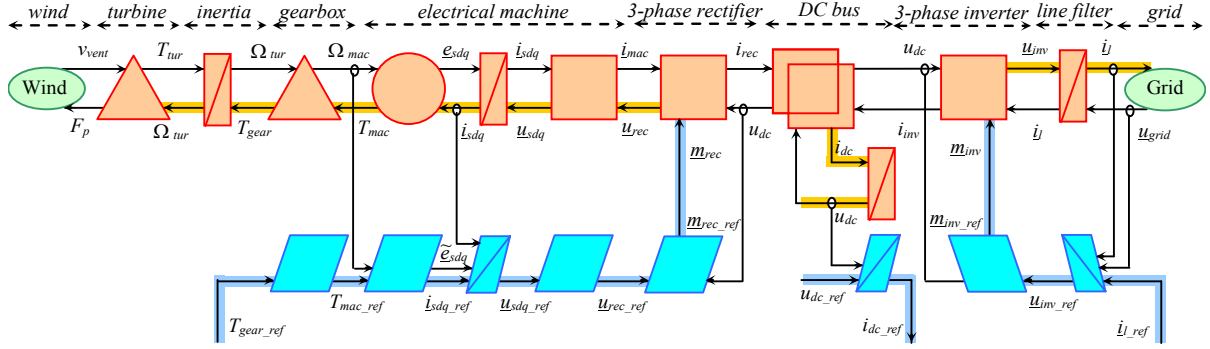 wind turbine inertia gearbox electrical machine 3-phase rectifier DC bus 3-phase inverter line filter grid
v_vent T_tur Ω_tur Ω_mac e_sdq i_sdq i_mac i_rec u_dc u_inv i_l
Wind Grid
F_p Ω_tur T_gear T_mac i_sdq u_sdq u_rec u_dc i_dc i_inv i_l u_grid
m_rec m_inv
u_dc
m_rec_ref m_inv_ref
ẽ_sdq
T_mac_ref i_sdq_ref u_sdq_ref u_rec_ref u_dc_ref u_inv_ref
T_gear_ref i_dc_ref i_l_ref